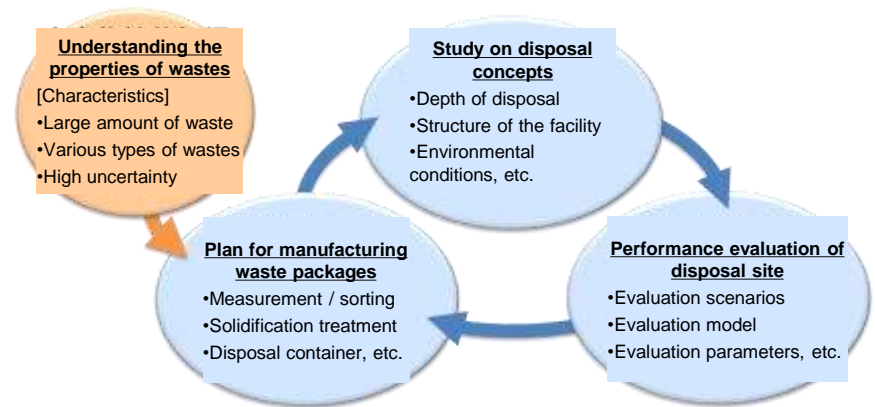 Understanding the
properties of wastes
[Characteristics]
•Large amount of waste
•Various types of wastes
•High uncertainty
Study on disposal
concepts
•Depth of disposal
•Structure of the facility
•Environmental
conditions, etc.
Plan for manufacturing
waste packages
•Measurement / sorting
•Solidification treatment
•Disposal container, etc.
Performance evaluation of
disposal site
•Evaluation scenarios
•Evaluation model
•Evaluation parameters, etc.